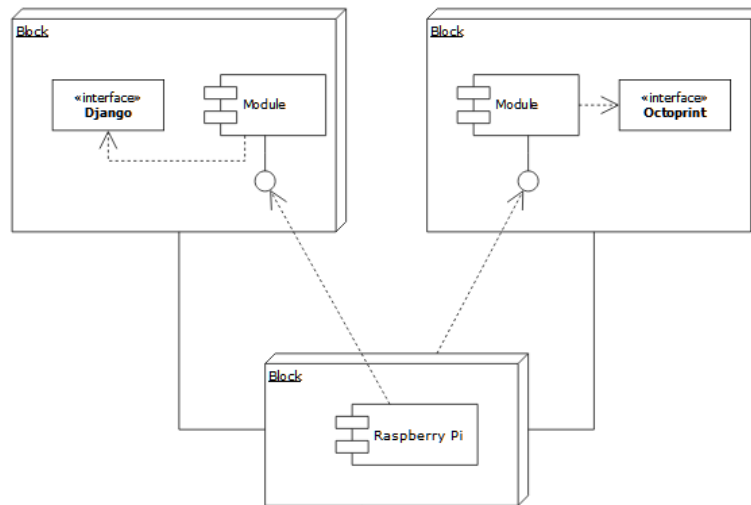 Block
«interface»
Django
Module
Block
Module
«interface»
Octoprint
Block
Raspberry Pi